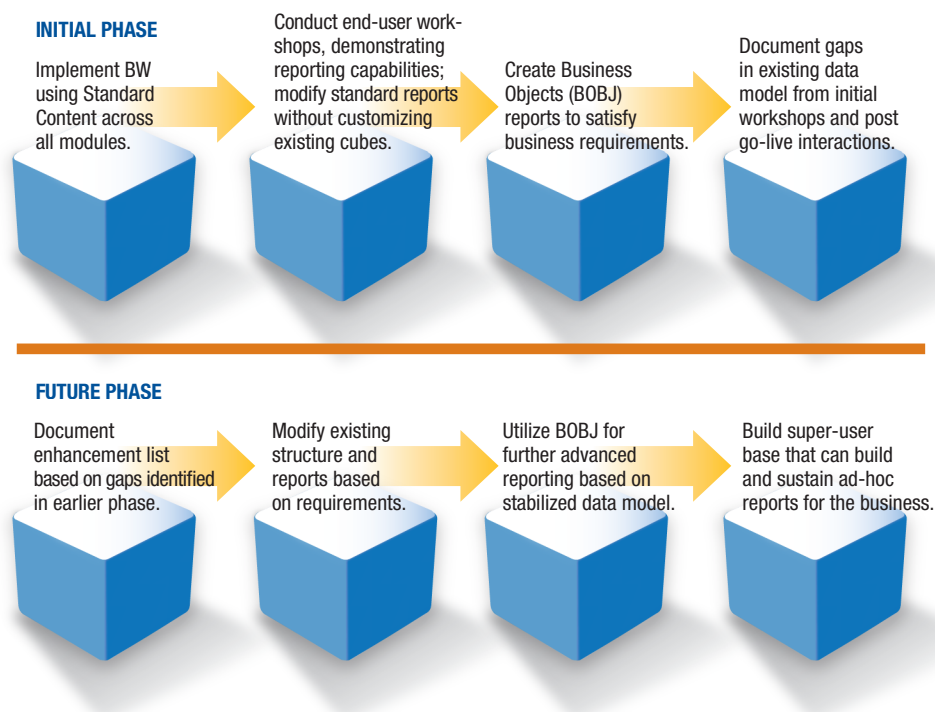 INITIAL PHASE
Implement BW
using Standard
Content across
all modules.
Conduct end-user work-
shops, demonstrating
reporting capabilities;
modify standard reports
without customizing
existing cubes.
Create Business
Objects (BOBJ)
reports to satisfy
business requirements.
Document gaps
in existing data
model from initial
workshops and post
go-live interactions.
FUTURE PHASE
Document
enhancement list
based on gaps identified
in earlier phase.
Modify existing
structure and
reports based
on requirements.
Utilize BOBJ for
further advanced
reporting based on
stabilized data model.
Build super-user
base that can build
and sustain ad-hoc
reports for the business.